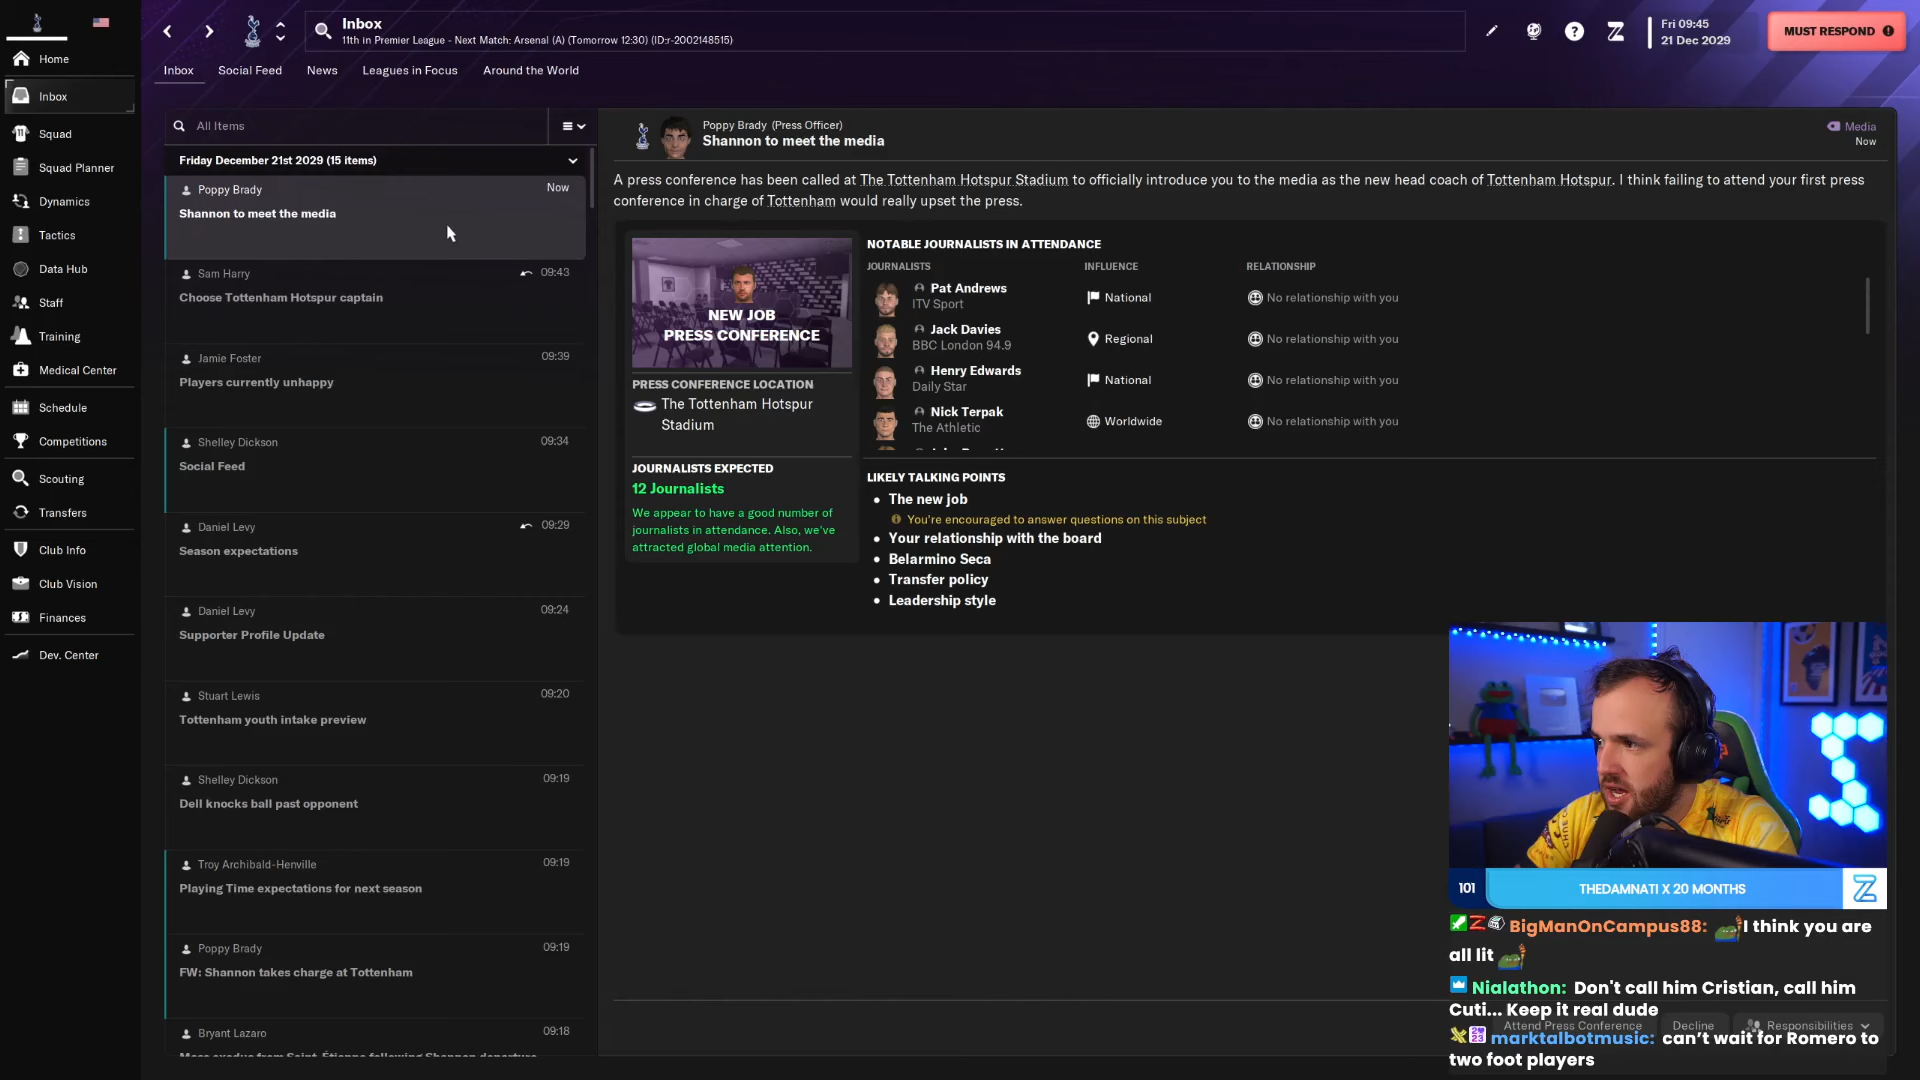 Inbox
11th in Premier League - Next Match: Arsenal (A) (Tomorrow 12:30) (ID:r-2002148515)
Fri 09:45
21 Dec 2029
MUST RESPOND
Home
Inbox
Squad
Squad Planner
Dynamics
Tactics
Data Hub
Staff
Training
Medical Center
Schedule
Competitions
Scouting
Transfers
Club Info
Club Vision
Finances
Dev. Center
Inbox
Social Feed
News
Leagues in Focus
Around the World
All Items
Friday December 21st 2029 (15 items)
Poppy Brady
Now
Shannon to meet the media
Sam Harry
09:43
Choose Tottenham Hotspur captain
Jamie Foster
09:39
Players currently unhappy
Shelley Dickson
09:34
Social Feed
Daniel Levy
09:29
Season expectations
Daniel Levy
09:24
Supporter Profile Update
Stuart Lewis
09:20
Tottenham youth intake preview
Shelley Dickson
09:19
Dell knocks ball past opponent
Troy Archibald-Henville
09:19
Playing Time expectations for next season
Poppy Brady
09:19
FW: Shannon takes charge at Tottenham
Bryant Lazaro
09:18
Mass exodus from Saint-Étienne following Shannon departure
Poppy Brady (Press Officer)
Shannon to meet the media
Media
Now
A press conference has been called at The Tottenham Hotspur Stadium to officially introduce you to the media as the new head coach of Tottenham Hotspur. I think failing to attend your first press
conference in charge of Tottenham would really upset the press.
NEW JOB
PRESS CONFERENCE
PRESS CONFERENCE LOCATION
The Tottenham Hotspur
Stadium
JOURNALISTS EXPECTED
12 Journalists
We appear to have a good number of
journalists in attendance. Also, we've
attracted global media attention.
NOTABLE JOURNALISTS IN ATTENDANCE
JOURNALISTS
INFLUENCE
RELATIONSHIP
Pat Andrews
ITV Sport
National
No relationship with you
Jack Davies
BBC London 94.9
Regional
No relationship with you
Henry Edwards
Daily Star
National
No relationship with you
Nick Terpak
The Athletic
Worldwide
No relationship with you
LIKELY TALKING POINTS
The new job
You're encouraged to answer questions on this subject
Your relationship with the board
Belarmino Seca
Transfer policy
Leadership style
101
THEDAMNATI X 20 MONTHS
BigManOnCampus88: I think you are
all lit
Nialathon: Don't call him Cristian, call him
Cuti... Keep it real dude
Attend Press Conference
Decline
Responsibilities
marktalbotmusic: can't wait for Romero to
two foot players